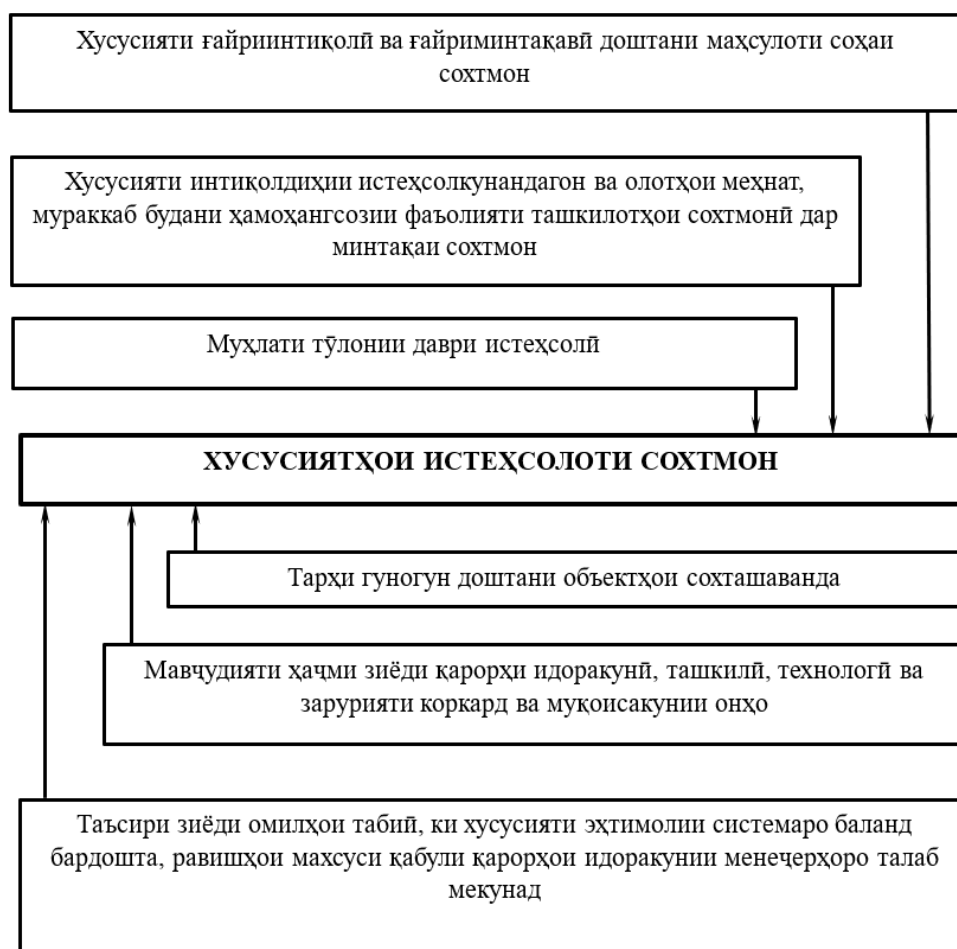 Хусусияти ғайриинтиқолӣ ва ғайриминтақавӣ доштани маҳсулоти соҳаи
сохтмон
Хусусияти интиқолдиҳии истеҳсолкунандагон ва олотҳои меҳнат,
мураккаб будани ҳамоҳангсозии фаъолияти ташкилотҳои сохтмонӣ дар
минтақаи сохтмон
Муҳлати тӯлонии даври истеҳсолӣ
ХУСУСИЯТҲОИ ИСТЕҲСОЛОТИ СОХТМОН
Тарҳи гуногун доштани объектҳои сохташаванда
Мавҷудияти ҳаҷми зиёди қарорҳи идоракунӣ, ташкилӣ, технологӣ ва
зарурияти коркард ва муқоисакунии онҳо
Таъсири зиёди омилҳои табиӣ, ки хусусияти эҳтимолии системаро баланд
бардошта, равишҳои махсуси қабули қарорҳои идоракунии менеҷерҳоро талаб
мекунад